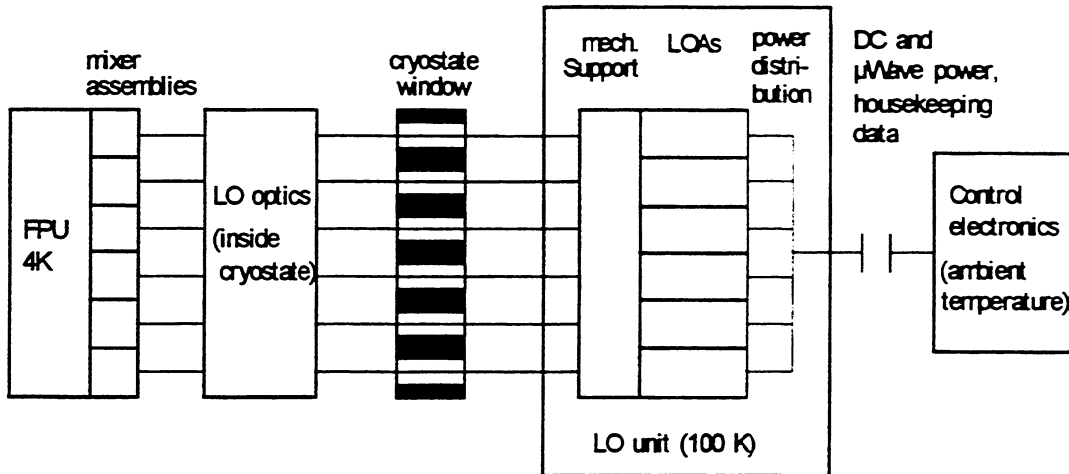 mixer
assemblies
cryostate
window
mech.
Support
LOAs
power
distri-
bution
DC and
μWave power,
housekeeping
data
FPU
4K
LO optics
(inside
cryostate)
Control
electronics
(ambient
temperature)
LO unit (100 K)